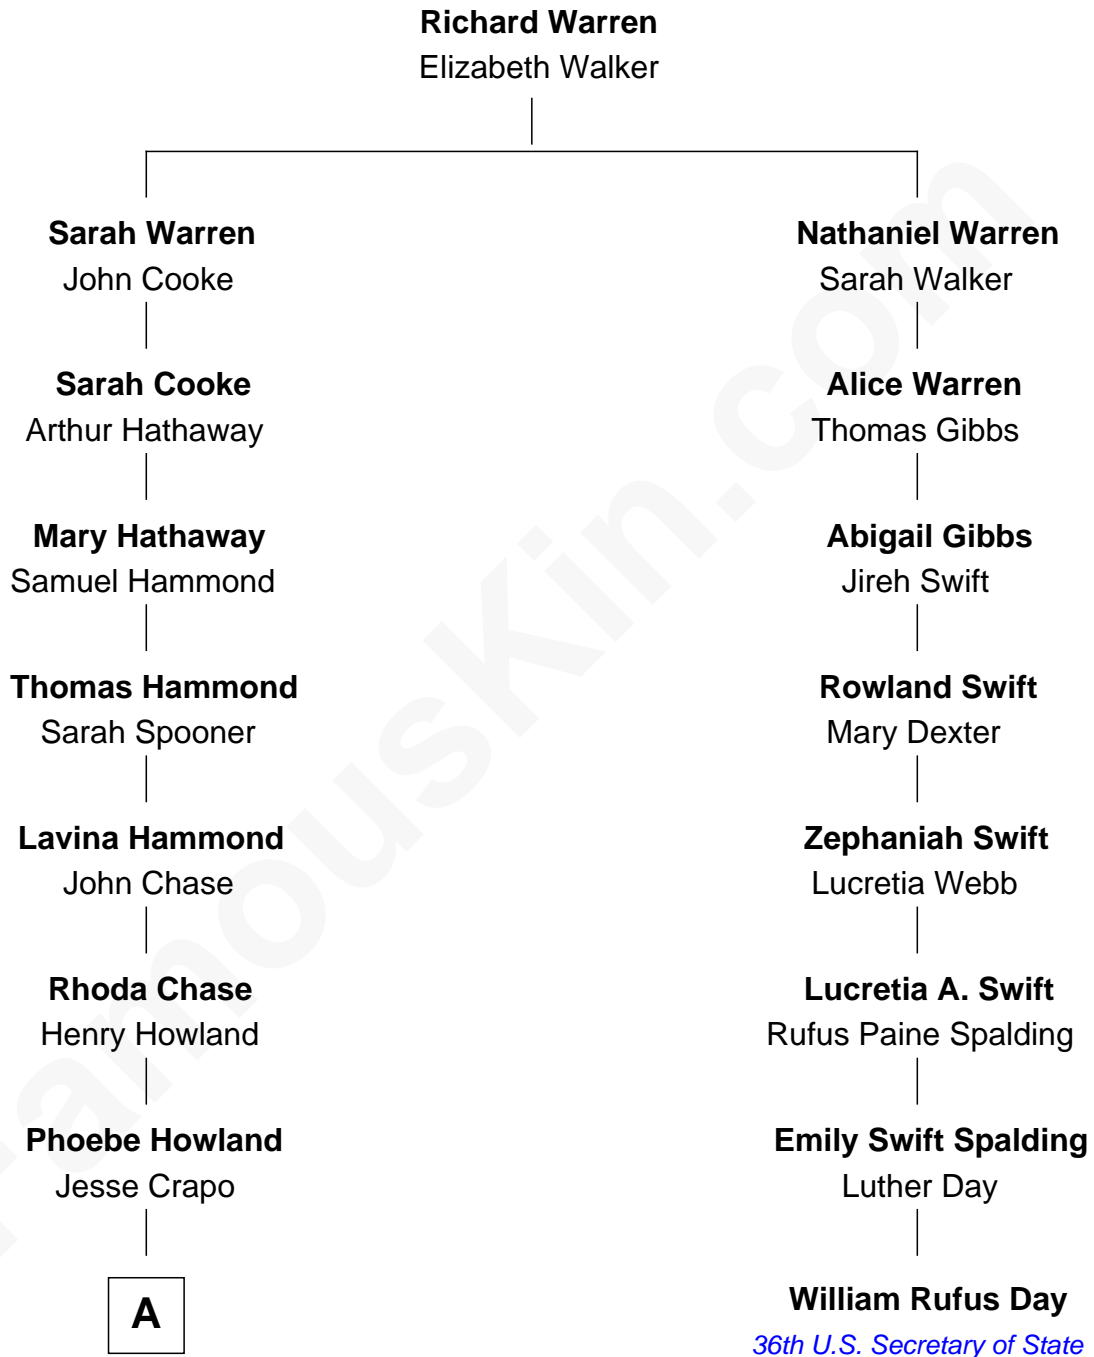 Richard Warren
Elizabeth Walker
Sarah Warren
John Cooke
Nathaniel Warren
Sarah Walker
Sarah Cooke
Arthur Hathaway
Alice Warren
Thomas Gibbs
Mary Hathaway
Samuel Hammond
Abigail Gibbs
Jireh Swift
Thomas Hammond
Sarah Spooner
Rowland Swift
Mary Dexter
Lavina Hammond
John Chase
Zephaniah Swift
Lucretia Webb
Rhoda Chase
Henry Howland
Lucretia A. Swift
Rufus Paine Spalding
Phoebe Howland
Jesse Crapo
Emily Swift Spalding
Luther Day
A
William Rufus Day
36th U.S. Secretary of State
FamousKin.com